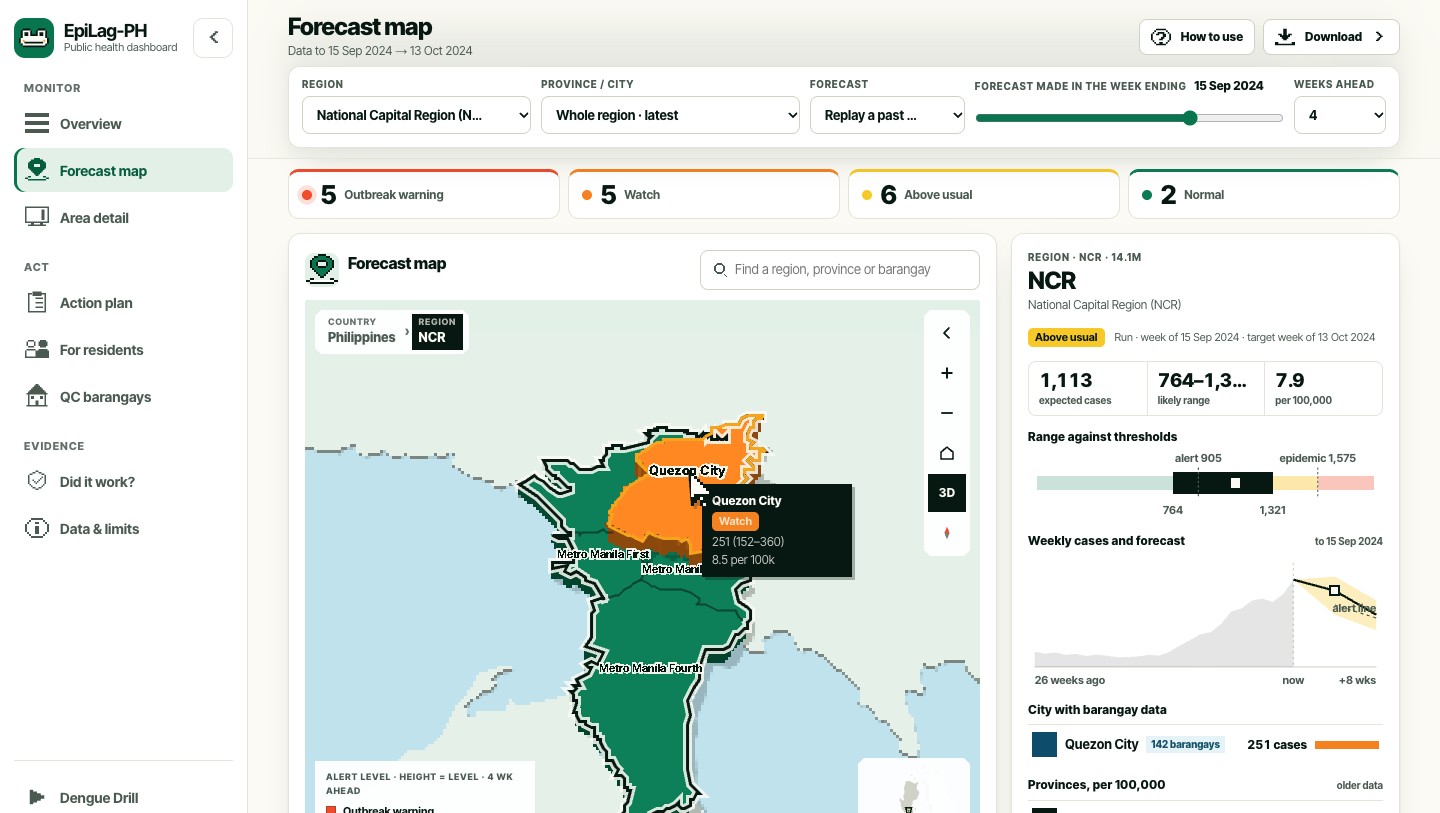 EpiLag-PH
Public health dashboard
MONITOR
Overview
Forecast map
Area detail
ACT
Action plan
For residents
QC barangays
EVIDENCE
Did it work?
Data & limits
Dengue Drill
Forecast map
Data to 15 Sep 2024 → 13 Oct 2024
How to use
Download
REGION
National Capital Region (N...
PROVINCE / CITY
Whole region · latest
FORECAST
Replay a past ...
FORECAST MADE IN THE WEEK ENDING 15 Sep 2024
WEEKS AHEAD
4
5 Outbreak warning
5 Watch
6 Above usual
2 Normal
Forecast map
Find a region, province or barangay
COUNTRY
Philippines
›
REGION
NCR
+
−
3D
Quezon City
Quezon City
Watch
251 (152–360)
8.5 per 100k
Metro Manila First
Metro Mani
Metro Manila Fourth
ALERT LEVEL · HEIGHT = LEVEL · 4 WK
AHEAD
Outbreak warning
REGION · NCR · 14.1M
NCR
National Capital Region (NCR)
Above usual Run · week of 15 Sep 2024 · target week of 13 Oct 2024
1,113
expected cases
764–1,3...
likely range
7.9
per 100,000
Range against thresholds
alert 905
epidemic 1,575
764
1,321
Weekly cases and forecast
to 15 Sep 2024
alert line
26 weeks ago
now
+8 wks
City with barangay data
Quezon City 142 barangays 251 cases
Provinces, per 100,000
older data